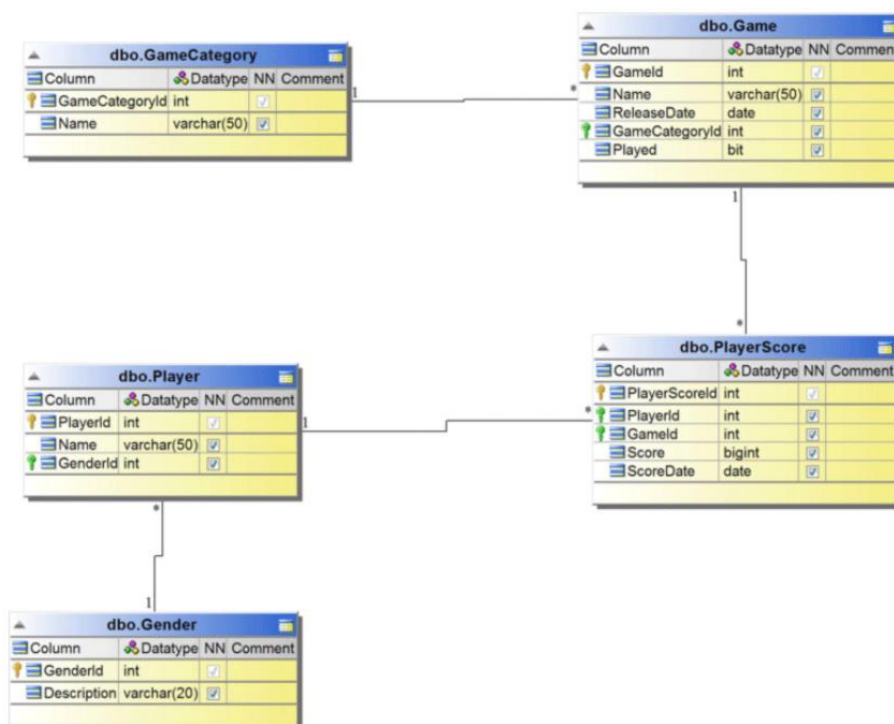 dbo.GameCategory
Column Datatype NN Comment
GameCategoryId int
Name varchar(50)
1
*
dbo.Game
Column Datatype NN Comment
GameId int
Name varchar(50)
ReleaseDate date
GameCategoryId int
Played bit
1
*
dbo.Player
Column Datatype NN Comment
PlayerId int
Name varchar(50)
GenderId int
1
*
dbo.PlayerScore
Column Datatype NN Comment
PlayerScoreId int
PlayerId int
GameId int
Score bigint
ScoreDate date
*
1
dbo.Gender
Column Datatype NN Comment
GenderId int
Description varchar(20)